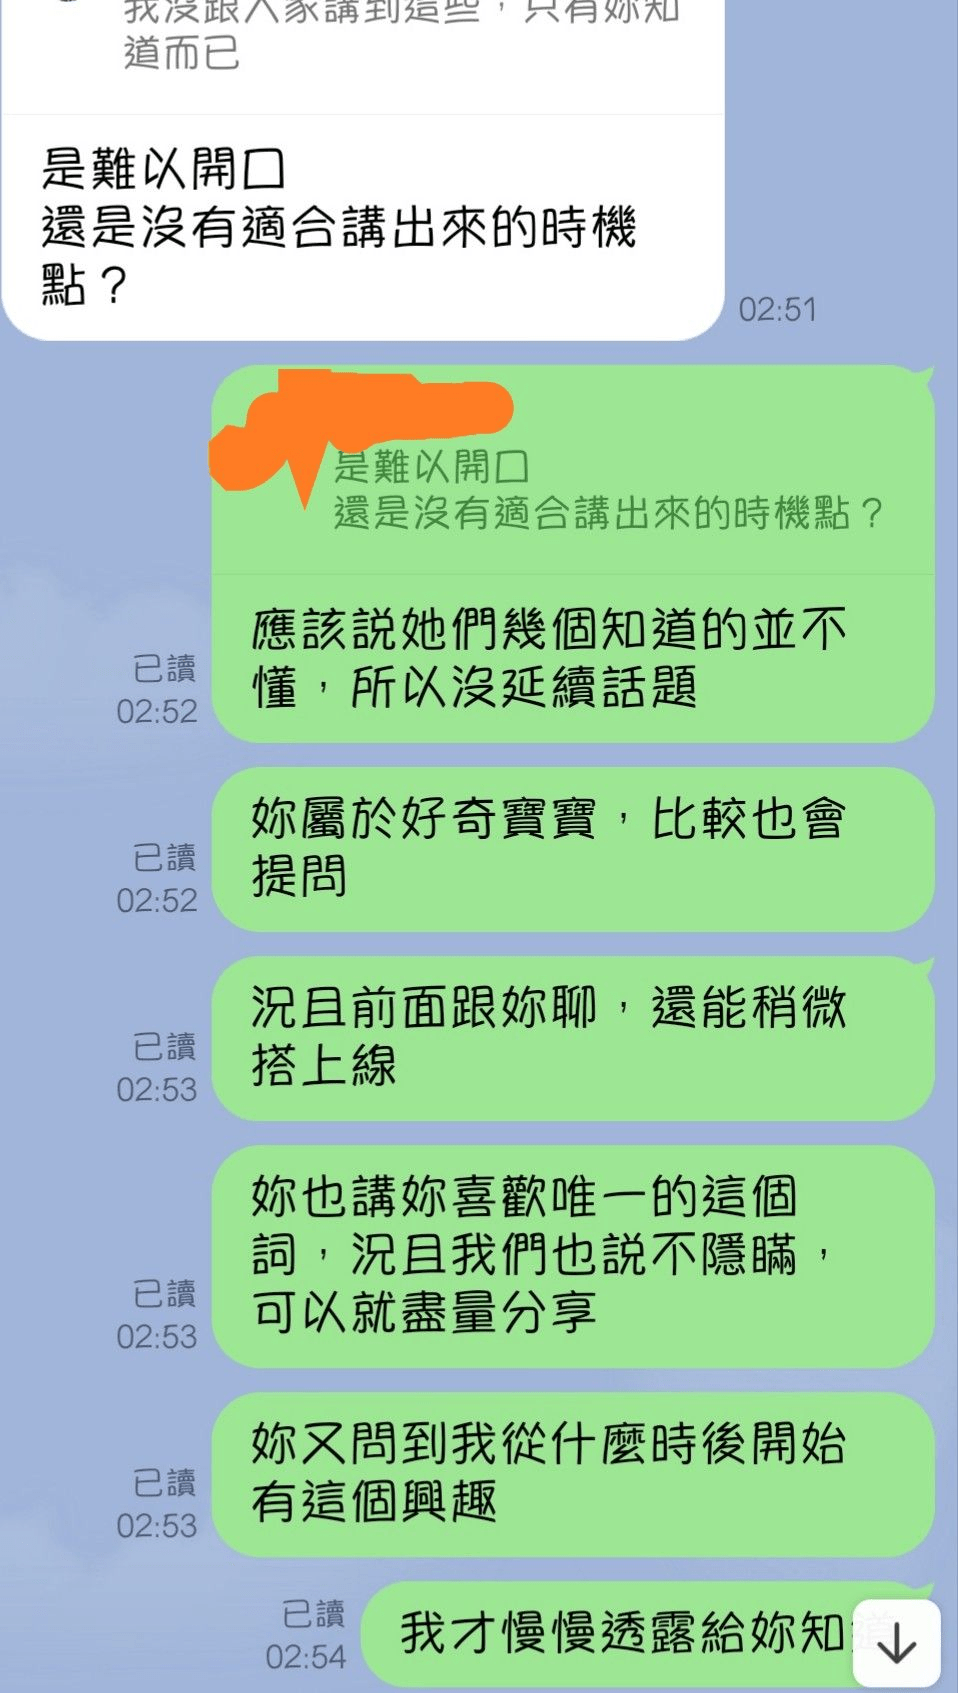 我沒跟人家講到這些，只有妳知
道而已
是難以開口
還是沒有適合講出來的時機
點？
02:51
是難以開口
還是沒有適合講出來的時機點？
應該説她們幾個知道的並不
懂，所以沒延續話題
已讀
02:52
妳屬於好奇寶寶，比較也會
提問
已讀
02:52
況且前面跟妳聊，還能稍微
搭上線
已讀
02:53
妳也講妳喜歡唯一的這個
詞，況且我們也説不隱瞞，
可以就盡量分享
已讀
02:53
妳又問到我從什麼時後開始
有這個興趣
已讀
02:53
我才慢慢透露給妳知道
已讀
02:54